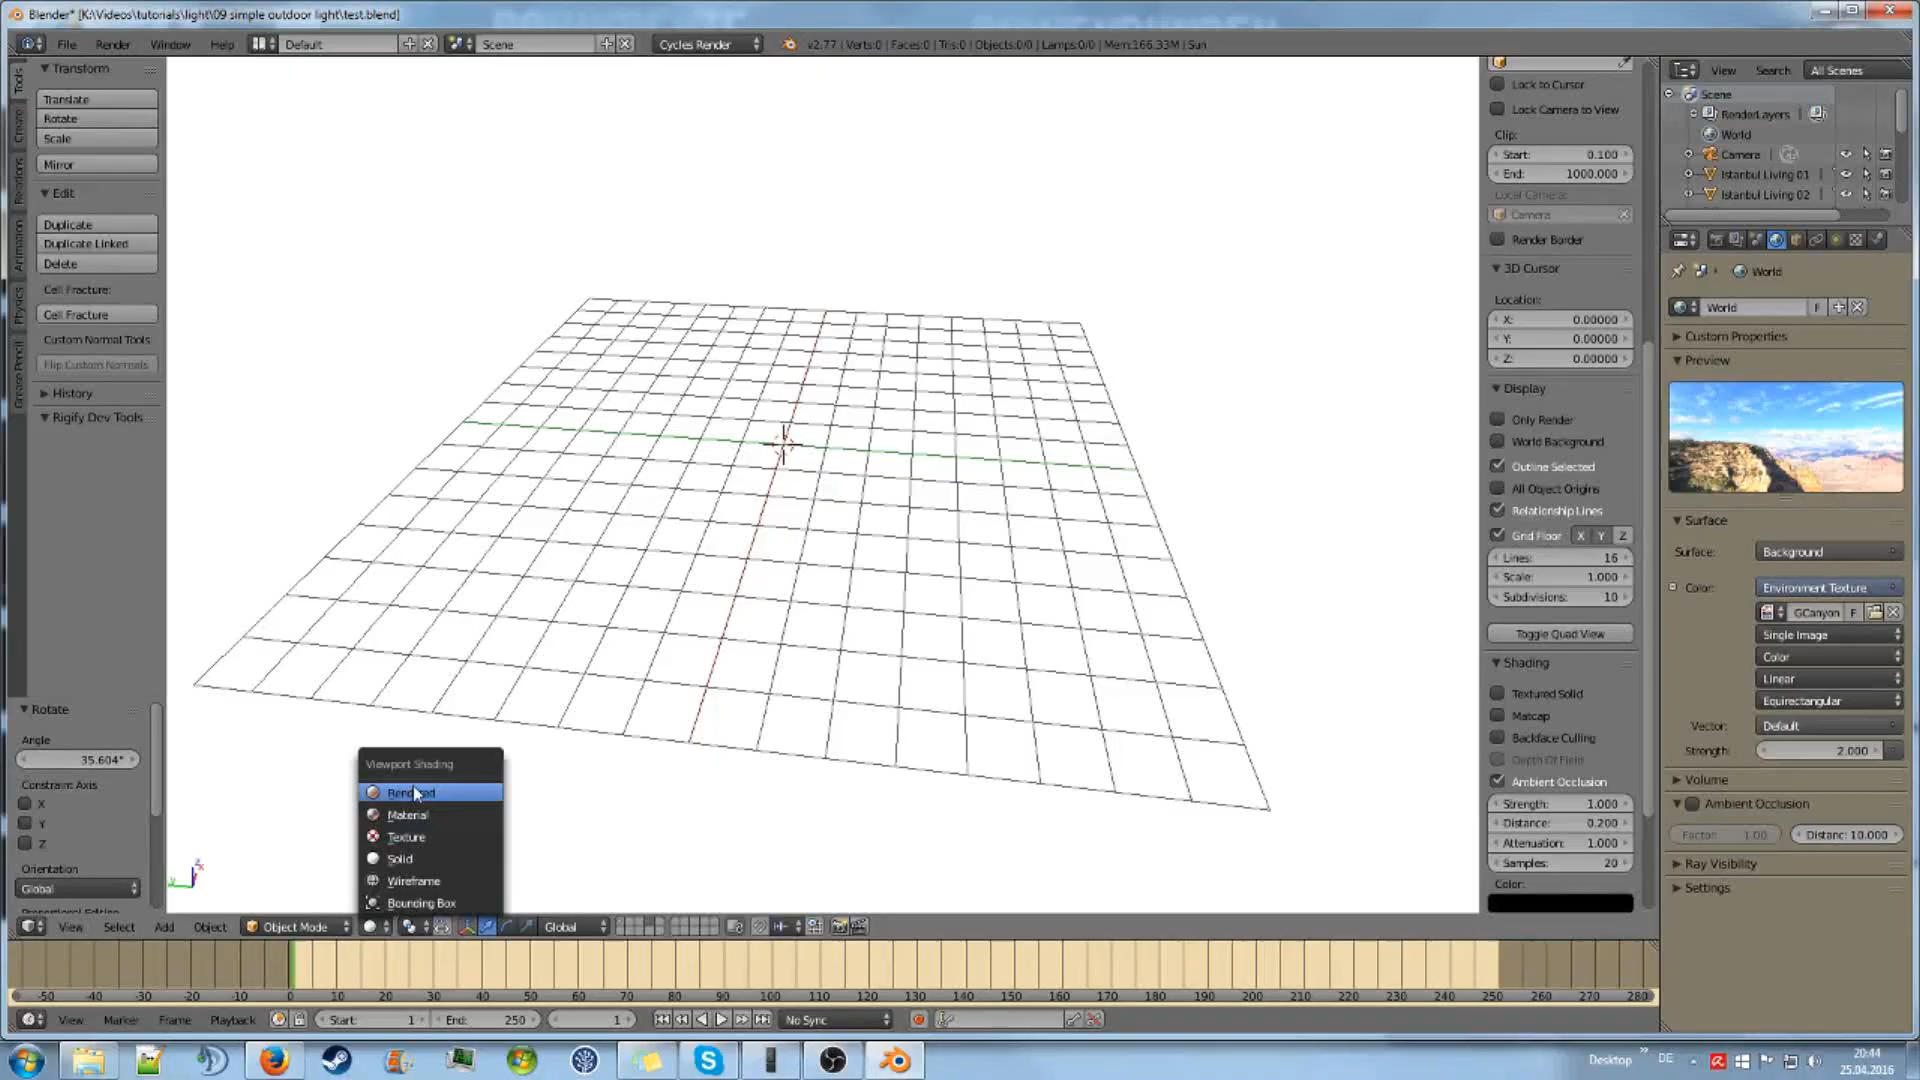 Blender* [K:\Videos\tutorials\light\09 simple outdoor light\test.blend]
File Render Window Help Default Scene Cycles Render v2.77 | Verts:0 | Faces:0 | Tris:0 | Objects:0/0 | Lamps:0/0 | Mem:166.33M | Sun
Tools
Create
Relations
Animation
Physics
Grease Pencil
Transform
Translate
Rotate
Scale
Mirror
Edit
Duplicate
Duplicate Linked
Delete
Cell Fracture:
Cell Fracture
Custom Normal Tools
Flip Custom Normals
History
Rigify Dev Tools
Rotate
Angle
35.604°
Constraint Axis
X
Y
Z
Orientation
Global
Proportional Editing
Viewport Shading
Material
Texture
Solid
Wireframe
Bounding Box
View Select Add Object Object Mode Global
Lock to Cursor
Lock Camera to View
Clip:
Start: 0.100
End: 1000.000
Local Camera:
Camera
Render Border
3D Cursor
Location:
X: 0.00000
Y: 0.00000
Z: 0.00000
Display
Only Render
World Background
Outline Selected
All Object Origins
Relationship Lines
Grid Floor X Y Z
Lines: 16
Scale: 1.000
Subdivisions: 10
Toggle Quad View
Shading
Textured Solid
Matcap
Backface Culling
Depth Of Field
Ambient Occlusion
Strength: 1.000
Distance: 0.200
Attenuation: 1.000
Samples: 20
Color:
View Search All Scenes
Scene
RenderLayers
World
Camera
Istanbul Living 01
Istanbul Living 02
World
World F
Custom Properties
Preview
Surface
Surface: Background
Color: Environment Texture
GCanyon F
Single Image
Color
Linear
Equirectangular
Vector: Default
Strength: 2.000
Volume
Ambient Occlusion
Factor: 1.00 Distanc: 10.000
Ray Visibility
Settings
-50 -40 -30 -20 -10 0 10 20 30 40 50 60 70 80 90 100 110 120 130 140 150 160 170 180 190 200 210 220 230 240 250 260 270 280
View Marker Frame Playback Start: 1 End: 250 1 No Sync
Desktop DE 20:44
25.04.2016